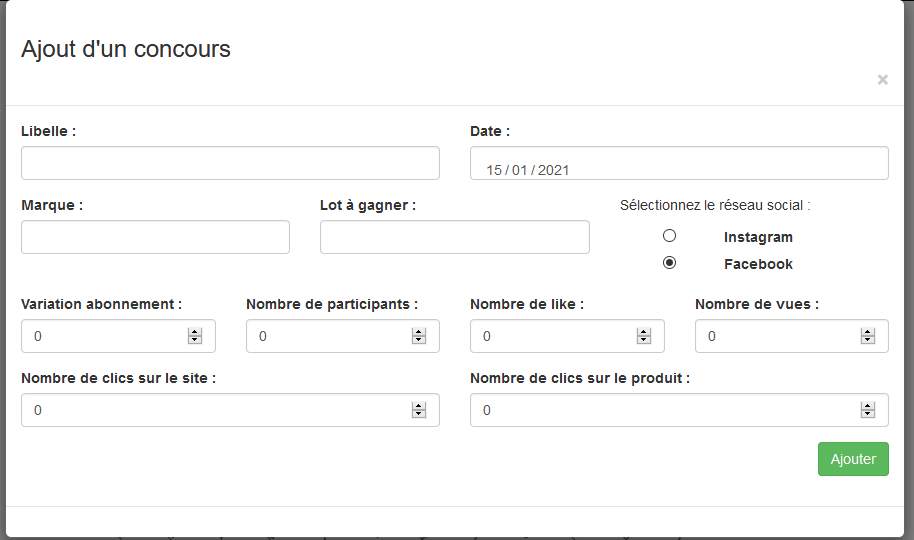 Ajout d'un concours
×
Libelle : Date :
15 / 01 / 2021
Marque : Lot à gagner : Sélectionnez le réseau social :
Instagram
Facebook
Variation abonnement : Nombre de participants : Nombre de like : Nombre de vues :
0 0 0 0
Nombre de clics sur le site : Nombre de clics sur le produit :
0 0
Ajouter